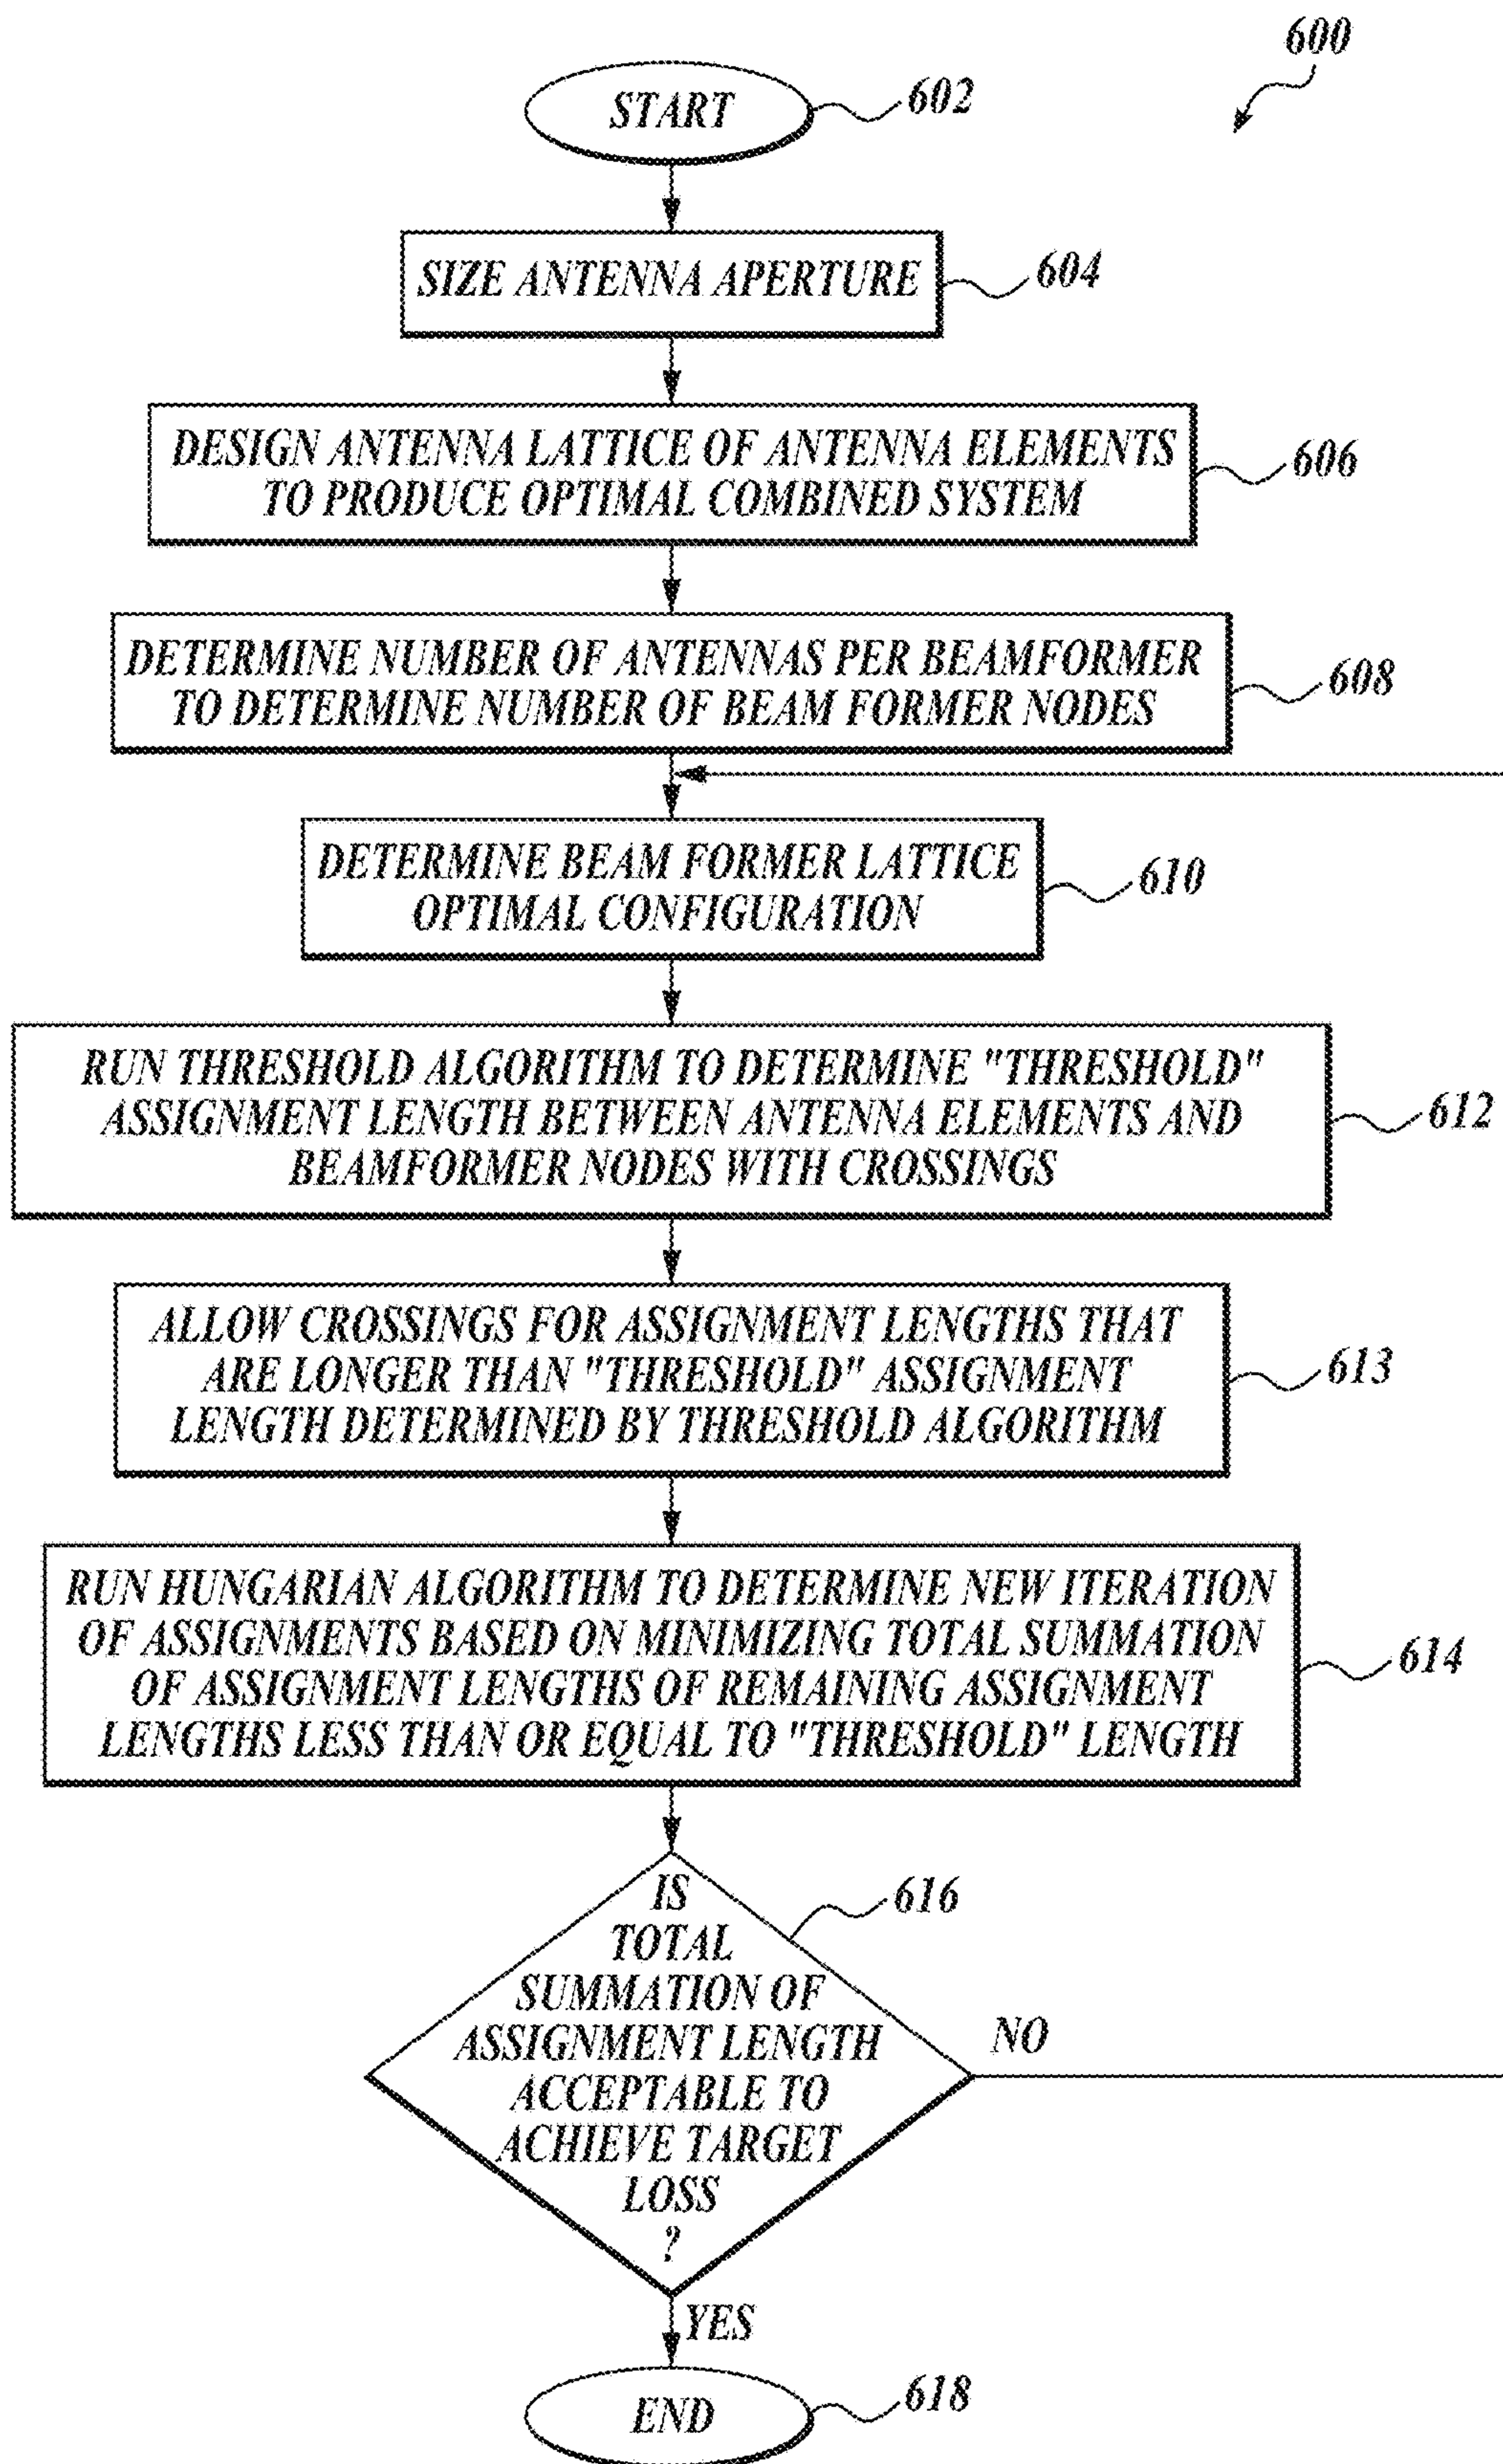 600
START
602
SIZE ANTENNA APERTURE
604
DESIGN ANTENNA LATTICE OF ANTENNA ELEMENTS
TO PRODUCE OPTIMAL COMBINED SYSTEM
606
DETERMINE NUMBER OF ANTENNAS PER BEAMFORMER
TO DETERMINE NUMBER OF BEAM FORMER NODES
608
DETERMINE BEAM FORMER LATTICE
OPTIMAL CONFIGURATION
610
RUN THRESHOLD ALGORITHM TO DETERMINE "THRESHOLD"
ASSIGNMENT LENGTH BETWEEN ANTENNA ELEMENTS AND
BEAMFORMER NODES WITH CROSSINGS
612
ALLOW CROSSINGS FOR ASSIGNMENT LENGTHS THAT
ARE LONGER THAN "THRESHOLD" ASSIGNMENT
LENGTH DETERMINED BY THRESHOLD ALGORITHM
613
RUN HUNGARIAN ALGORITHM TO DETERMINE NEW ITERATION
OF ASSIGNMENTS BASED ON MINIMIZING TOTAL SUMMATION
OF ASSIGNMENT LENGTHS OF REMAINING ASSIGNMENT
LENGTHS LESS THAN OR EQUAL TO "THRESHOLD" LENGTH
614
IS
TOTAL
SUMMATION OF
ASSIGNMENT LENGTH
ACCEPTABLE TO
ACHIEVE TARGET
LOSS
?
616
NO
YES
END
618